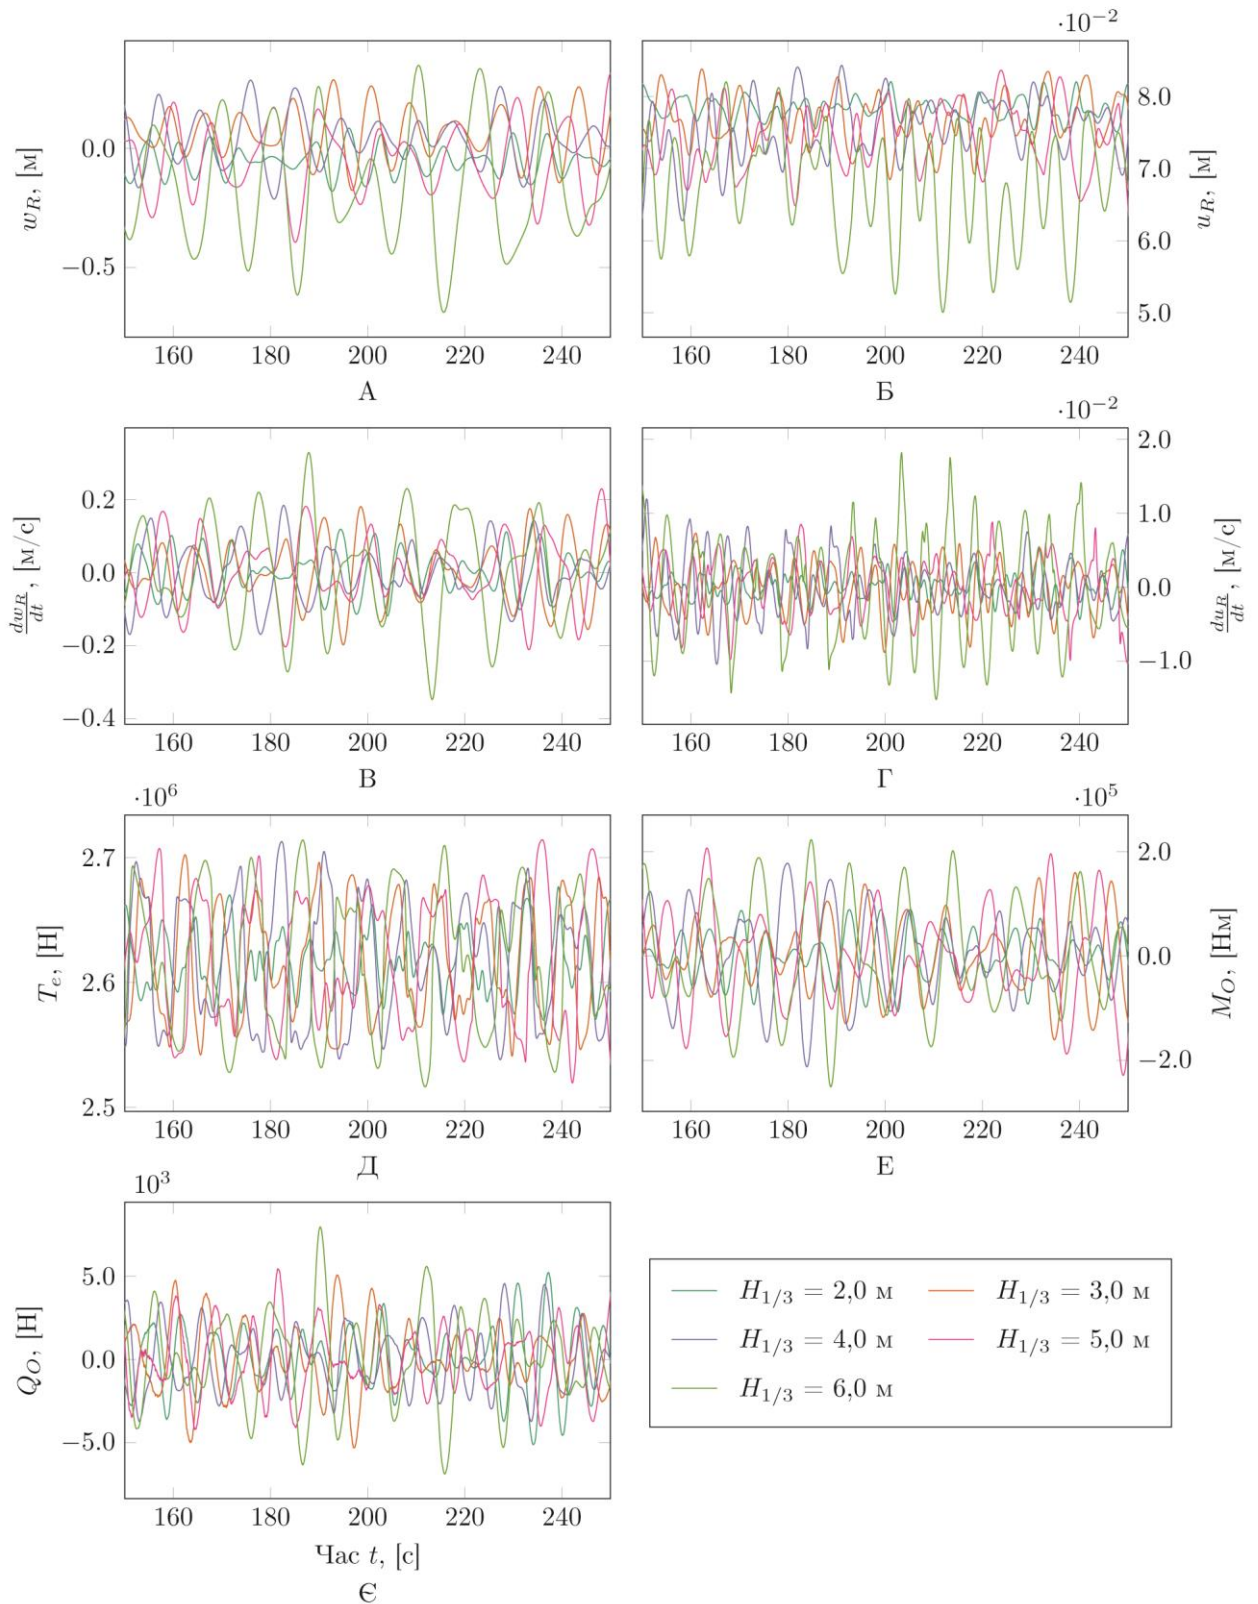 ·10⁻²
0.0
−0.5
w_R, [м]
160 180 200 220 240
А
8.0
7.0
6.0
5.0
u_R, [м]
160 180 200 220 240
Б
·10⁻²
0.2
0.0
−0.2
−0.4
dw_R/dt, [м/с]
160 180 200 220 240
В
2.0
1.0
0.0
−1.0
du_R/dt, [м/с]
160 180 200 220 240
Г
·10⁶
2.7
2.6
2.5
T_e, [Н]
160 180 200 220 240
Д
·10⁵
2.0
0.0
−2.0
M_O, [Нм]
160 180 200 220 240
Е
10³
5.0
0.0
−5.0
Q_O, [Н]
160 180 200 220 240
Час t, [с]
Є
H_{1/3} = 2,0 м H_{1/3} = 3,0 м
H_{1/3} = 4,0 м H_{1/3} = 5,0 м
H_{1/3} = 6,0 м